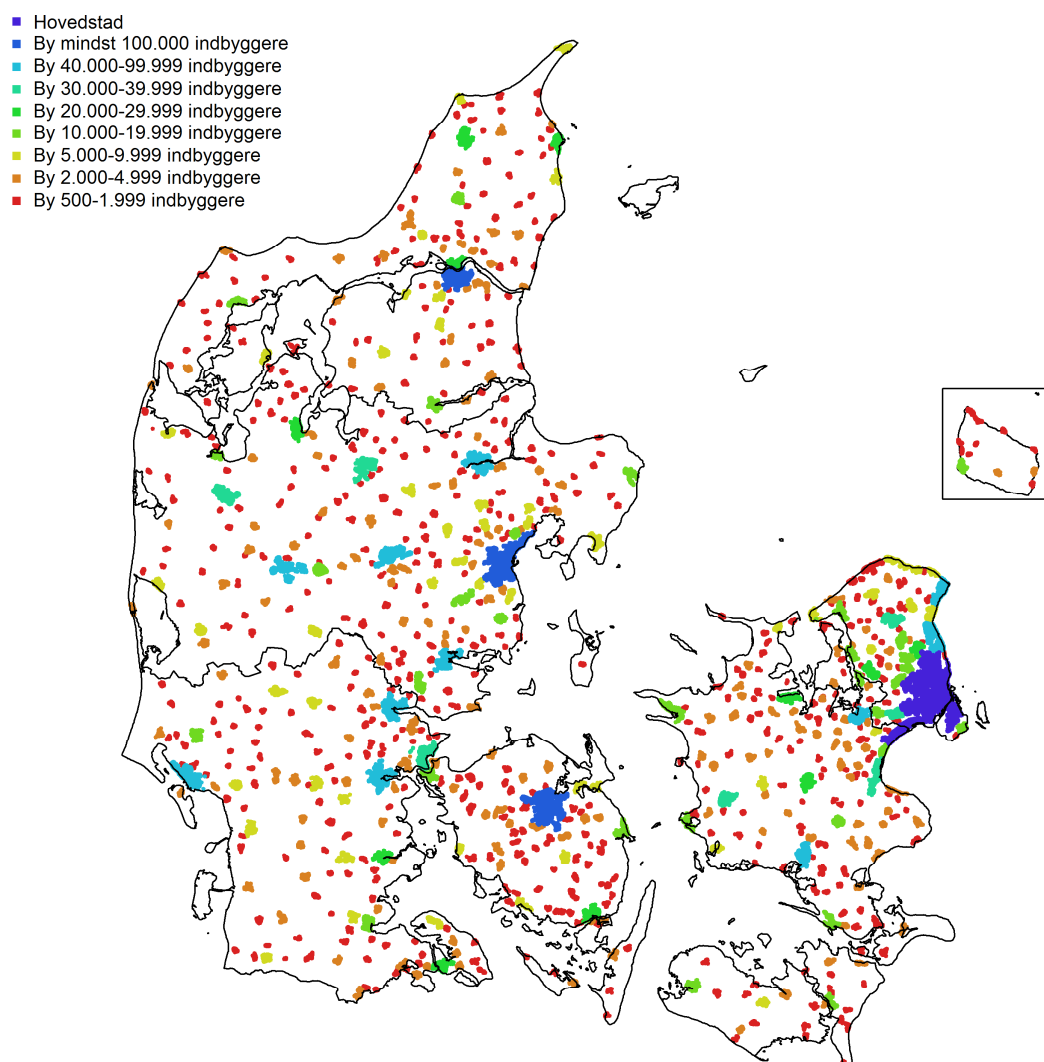 Hovedstad
By mindst 100.000 indbyggere
By 40.000-99.999 indbyggere
By 30.000-39.999 indbyggere
By 20.000-29.999 indbyggere
By 10.000-19.999 indbyggere
By 5.000-9.999 indbyggere
By 2.000-4.999 indbyggere
By 500-1.999 indbyggere